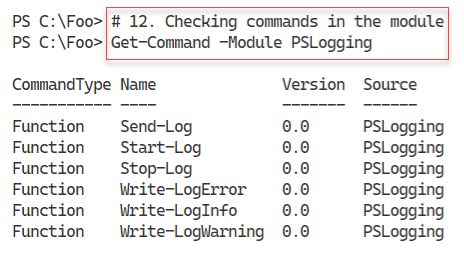 PS C:\Foo> # 12. Checking commands in the module
PS C:\Foo> Get-Command -Module PSLogging
CommandType Name Version Source
----------- ---- ------- ------
Function Send-Log 0.0 PSLogging
Function Start-Log 0.0 PSLogging
Function Stop-Log 0.0 PSLogging
Function Write-LogError 0.0 PSLogging
Function Write-LogInfo 0.0 PSLogging
Function Write-LogWarning 0.0 PSLogging